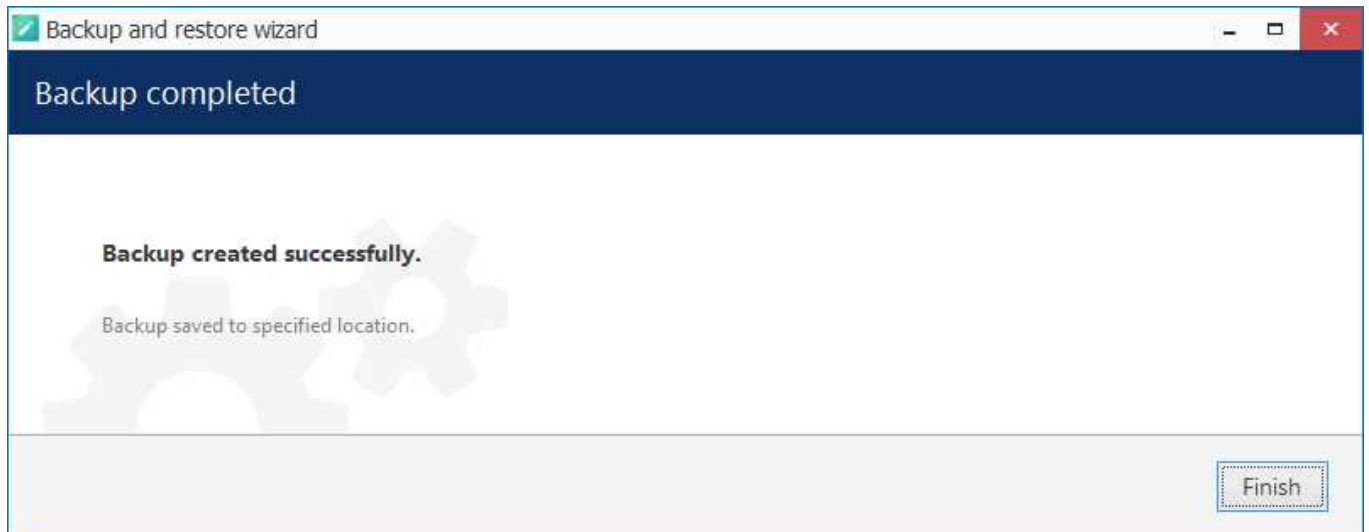 Backup and restore wizard
Backup completed
Backup created successfully.
Backup saved to specified location.
Finish